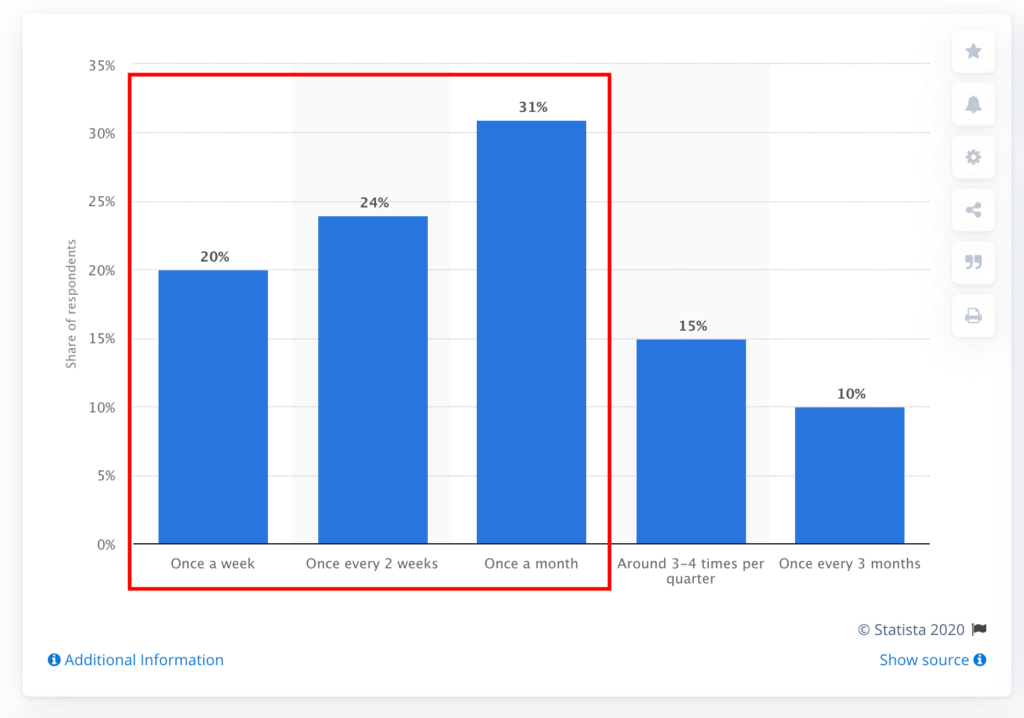 35%
30%
25%
20%
15%
10%
5%
0%
Share of respondents
20%
24%
31%
15%
10%
Once a week
Once every 2 weeks
Once a month
Around 3–4 times per
quarter
Once every 3 months
© Statista 2020
Additional Information
Show source